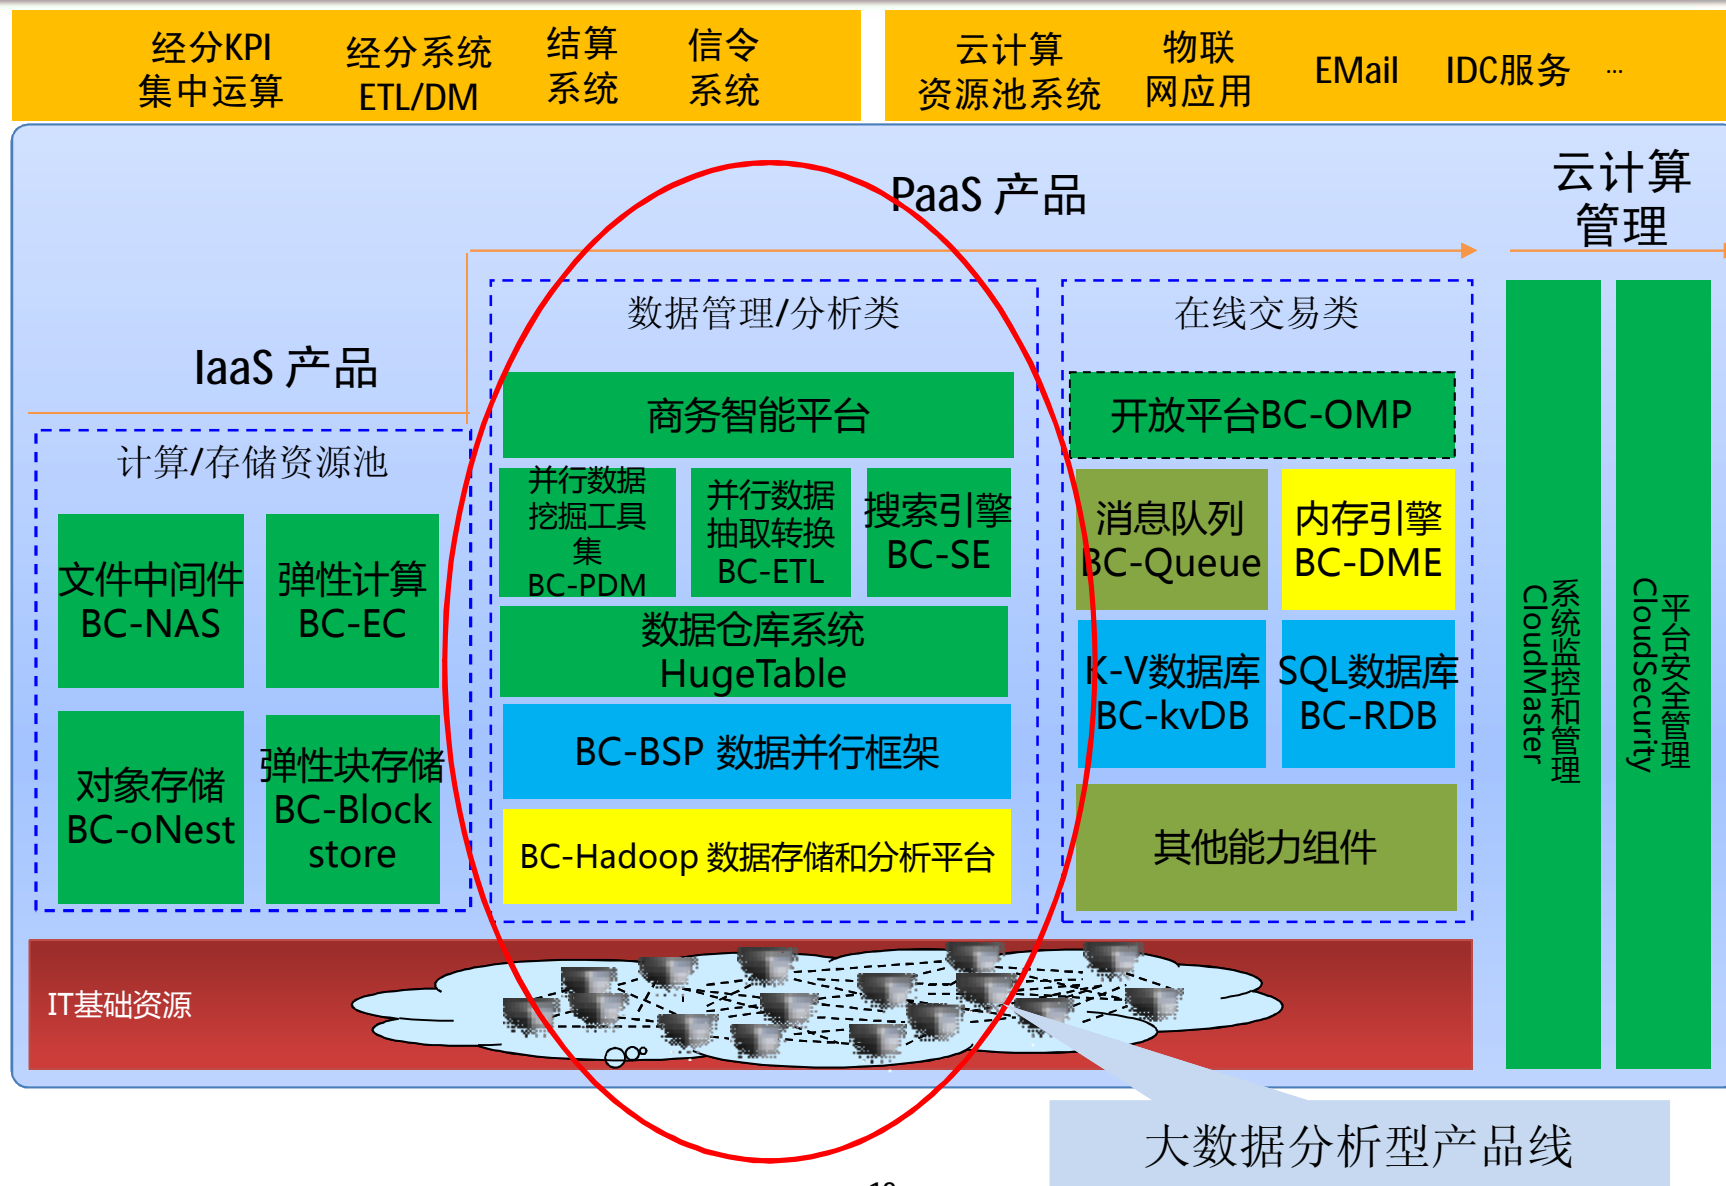 经分KPI
集中运算
经分系统
ETL/DM
结算
系统
信令
系统
云计算
资源池系统
物联
网应用
EMail
IDC服务
...
PaaS 产品
云计算
管理
IaaS 产品
计算/存储资源池
文件中间件
BC-NAS
弹性计算
BC-EC
对象存储
BC-oNest
弹性块存储
BC-Block
store
数据管理/分析类
商务智能平台
并行数据
挖掘工具
集
BC-PDM
并行数据
抽取转换
BC-ETL
搜索引擎
BC-SE
数据仓库系统
HugeTable
BC-BSP 数据并行框架
BC-Hadoop 数据存储和分析平台
在线交易类
开放平台BC-OMP
消息队列
BC-Queue
内存引擎
BC-DME
K-V数据库
BC-kvDB
SQL数据库
BC-RDB
其他能力组件
系统监控和管理
CloudMaster
平台安全管理
CloudSecurity
IT基础资源
大数据分析型产品线